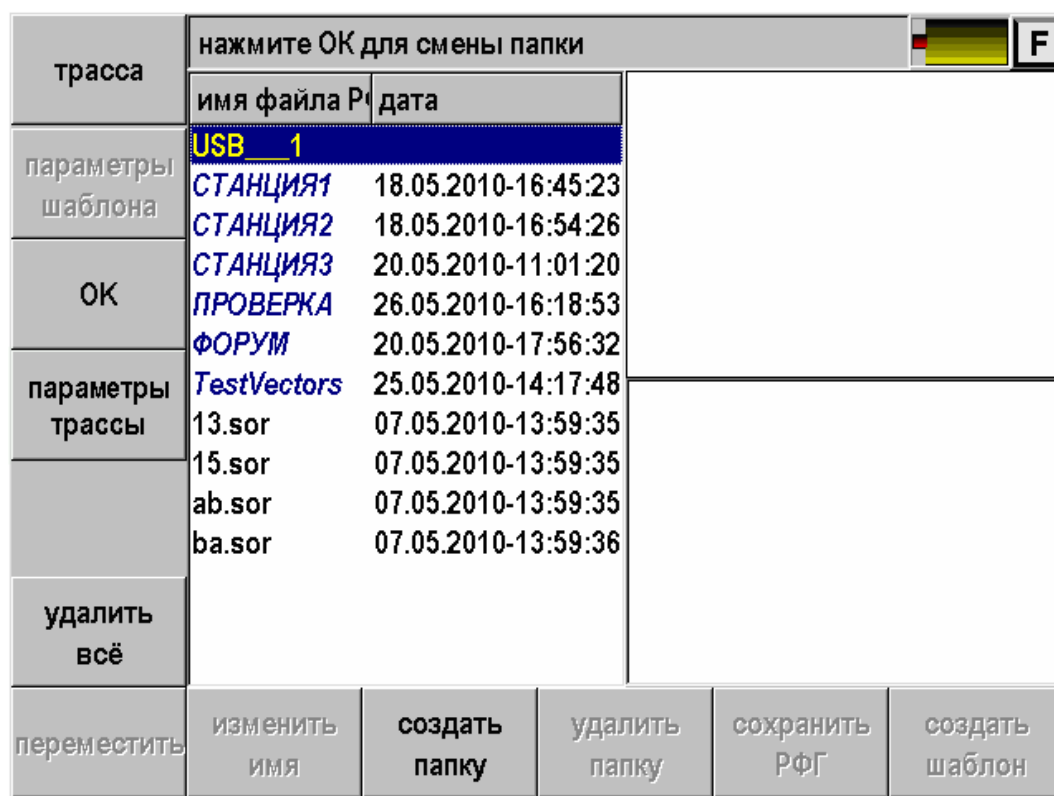 трасса
нажмите ОК для смены папки
F
имя файла РФ дата
параметры
шаблона
ОК
параметры
трассы
удалить
всё
USB___1
СТАНЦИЯ1 18.05.2010-16:45:23
СТАНЦИЯ2 18.05.2010-16:54:26
СТАНЦИЯ3 20.05.2010-11:01:20
ПРОВЕРКА 26.05.2010-16:18:53
ФОРУМ 20.05.2010-17:56:32
TestVectors 25.05.2010-14:17:48
13.sor 07.05.2010-13:59:35
15.sor 07.05.2010-13:59:35
ab.sor 07.05.2010-13:59:35
ba.sor 07.05.2010-13:59:36
переместить
изменить
имя
создать
папку
удалить
папку
сохранить
РФГ
создать
шаблон